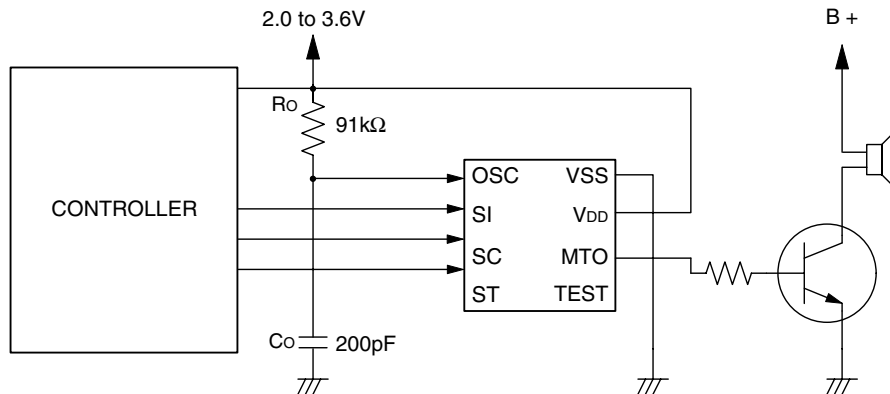 2.0 to 3.6V
B +
RO
91kΩ
CONTROLLER
OSC VSS
SI VDD
SC MTO
ST TEST
CO 200pF